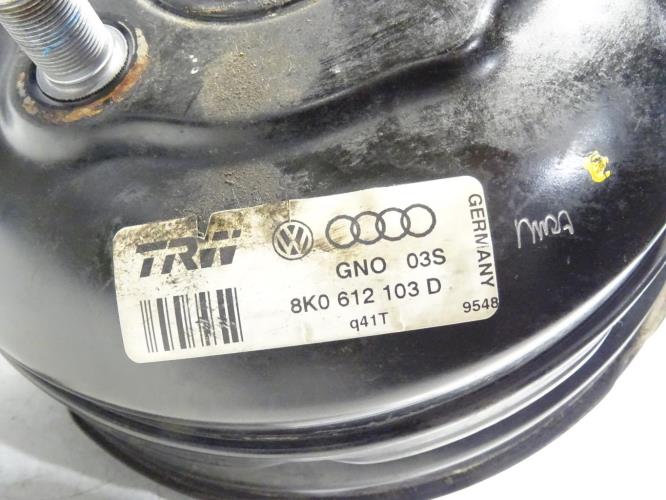 TRW
GNO 03S
8K0 612 103 D
q41T
GERMANY
9548